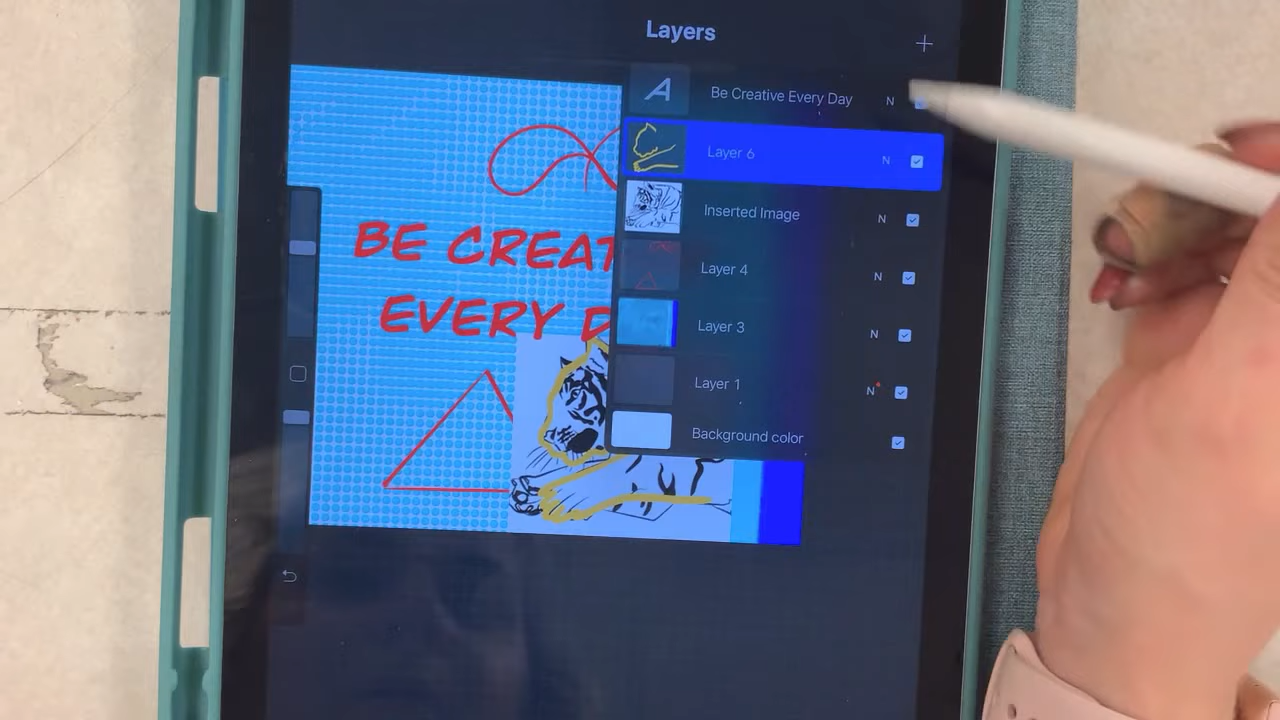 Layers
A
Be Creative Every Day
N
Layer 6
N
Inserted Image
N
Layer 4
N
Layer 3
N
Layer 1
N
Background color
BE CREAT
EVERY D